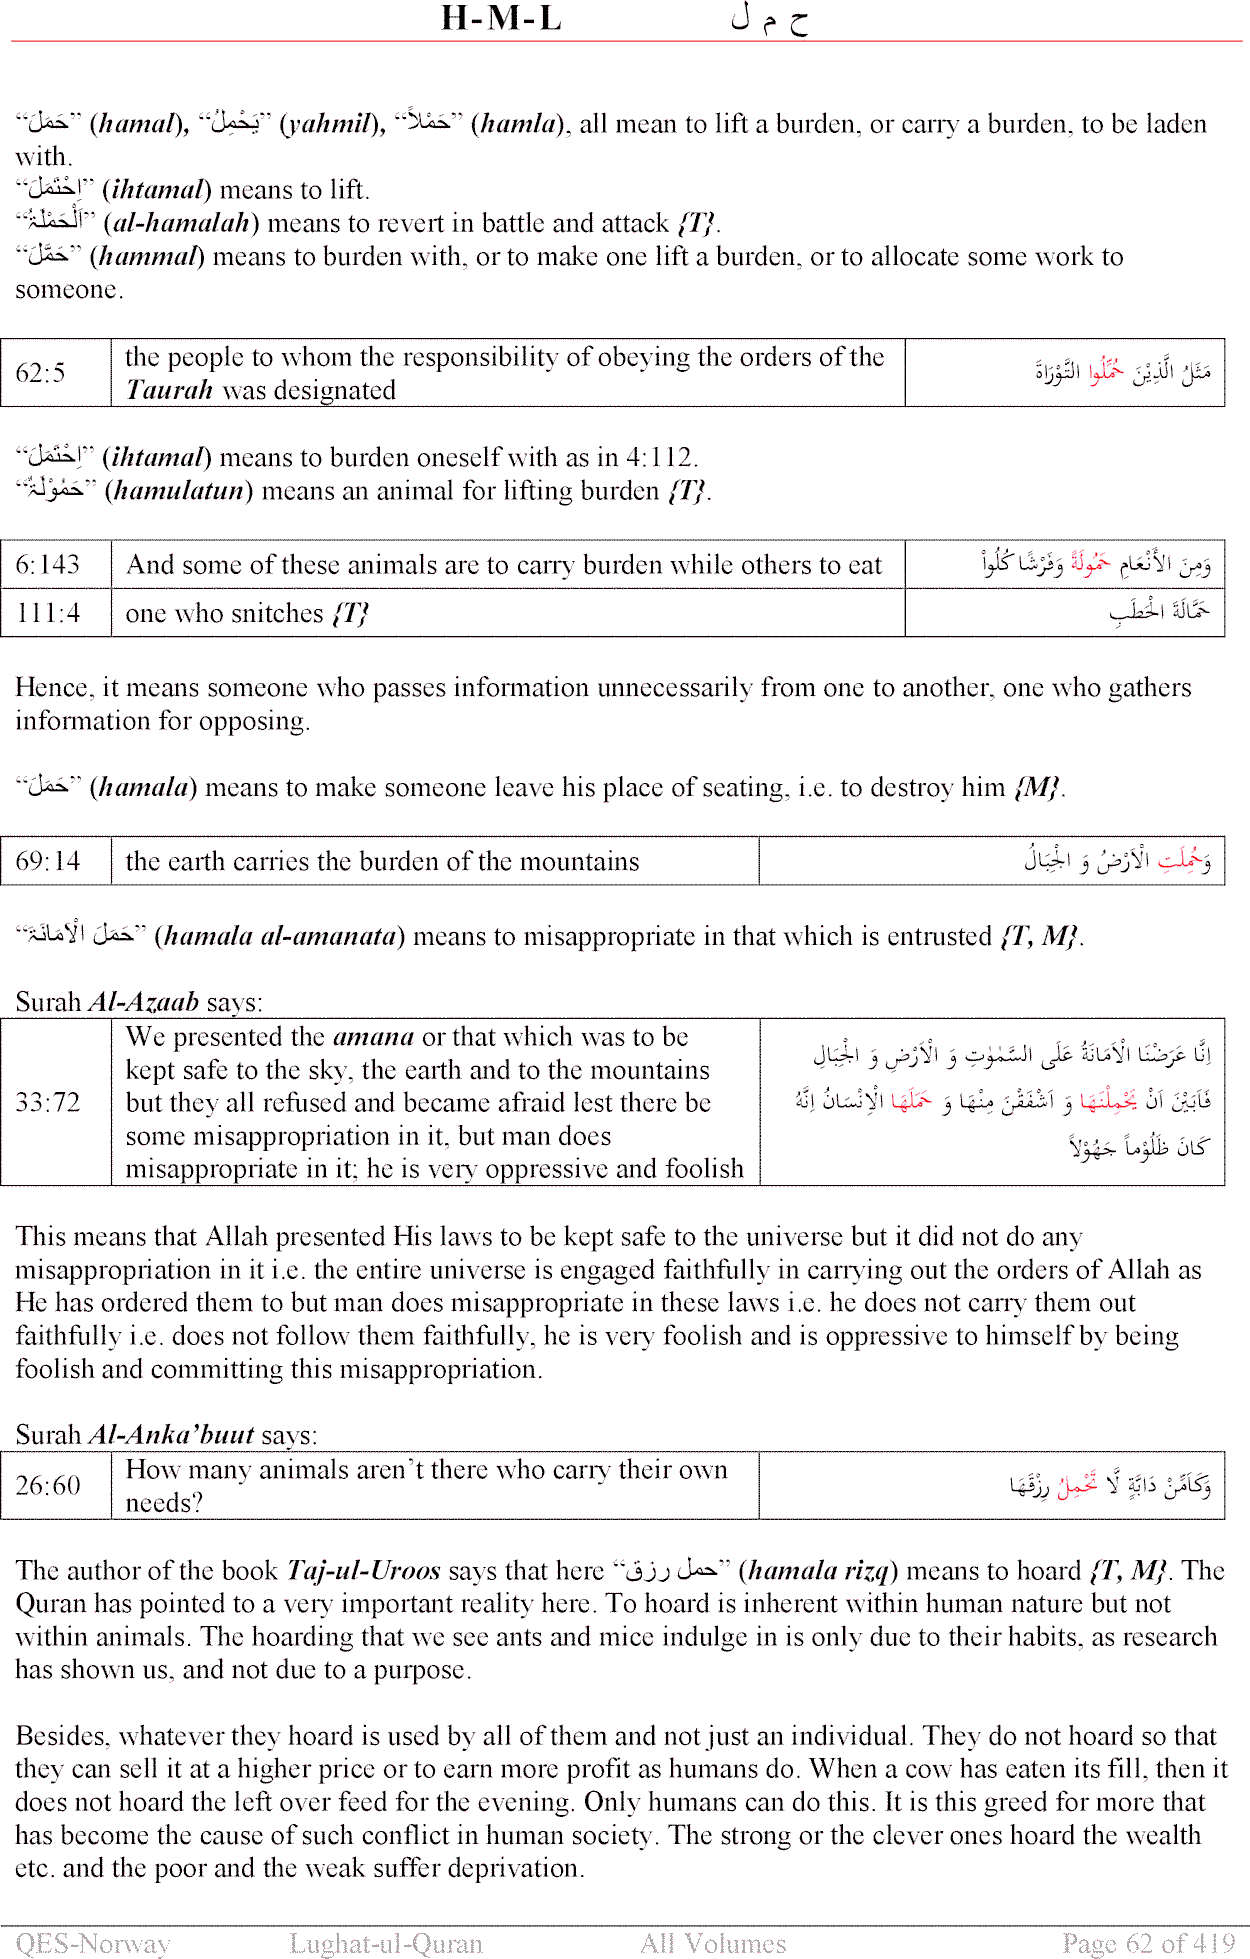 H-M-L ح م ل
“حَمَلَ” (hamal), “يَحْمِلُ” (yahmil), “حَمْلاً” (hamla), all mean to lift a burden, or carry a burden, to be laden
with.
“اِحْتَمَلَ” (ihtamal) means to lift.
“اَلْحَمْلَۃُ” (al-hamalah) means to revert in battle and attack {T}.
“حَمَّلَ” (hammal) means to burden with, or to make one lift a burden, or to allocate some work to
someone.
62:5 the people to whom the responsibility of obeying the orders of the مَثَلُ الَّذِيْنَ حُمِّلُوا التَّوْرَاةَ
Taurah was designated
“اِحْتَمَلَ” (ihtamal) means to burden oneself with as in 4:112.
“حَمُوْلَۃٌ” (hamulatun) means an animal for lifting burden {T}.
6:143 And some of these animals are to carry burden while others to eat وَمِنَ الأَنْعَامِ حَمُولَةً وَفَرْشًا كُلُواْ
111:4 one who snitches {T} حَمَّالَةَ الْحَطَبِ
Hence, it means someone who passes information unnecessarily from one to another, one who gathers
information for opposing.
“حَمَلَ” (hamala) means to make someone leave his place of seating, i.e. to destroy him {M}.
69:14 the earth carries the burden of the mountains وَحُمِلَتِ الْاَرْضُ وَ الْجِبَالُ
“حَمَلَ الْاَمَانَۃَ” (hamala al-amanata) means to misappropriate in that which is entrusted {T, M}.
Surah Al-Azaab says:
33:72 We presented the amana or that which was to be
kept safe to the sky, the earth and to the mountains
but they all refused and became afraid lest there be
some misappropriation in it, but man does
misappropriate in it; he is very oppressive and foolish
اِنَّا عَرَضْنَا الْاَمَانَةُ عَلَى السَّمٰوٰتِ وَ الْاَرْضِ وَ الْجِبَالِ
فَاَبَيْنَ اَنْ يَّحْمِلْنَهَا وَ اَشْفَقْنَ مِنْهَا وَ حَمَلَهَا الْاِنْسَانُ اِنَّهُ
كَانَ ظَلُوْماً جَهُوْلاً
This means that Allah presented His laws to be kept safe to the universe but it did not do any
misappropriation in it i.e. the entire universe is engaged faithfully in carrying out the orders of Allah as
He has ordered them to but man does misappropriate in these laws i.e. he does not carry them out
faithfully i.e. does not follow them faithfully, he is very foolish and is oppressive to himself by being
foolish and committing this misappropriation.
Surah Al-Anka’buut says:
26:60 How many animals aren’t there who carry their own وَكَاَيِّنْ دَابَّةٍ لَّا تَحْمِلُ رِزْقَهَا
needs?
The author of the book Taj-ul-Uroos says that here “حمل رزق” (hamala rizq) means to hoard {T, M}. The
Quran has pointed to a very important reality here. To hoard is inherent within human nature but not
within animals. The hoarding that we see ants and mice indulge in is only due to their habits, as research
has shown us, and not due to a purpose.
Besides, whatever they hoard is used by all of them and not just an individual. They do not hoard so that
they can sell it at a higher price or to earn more profit as humans do. When a cow has eaten its fill, then it
does not hoard the left over feed for the evening. Only humans can do this. It is this greed for more that
has become the cause of such conflict in human society. The strong or the clever ones hoard the wealth
etc. and the poor and the weak suffer deprivation.
QES-Norway Lughat-ul-Quran All Volumes Page 62 of 419